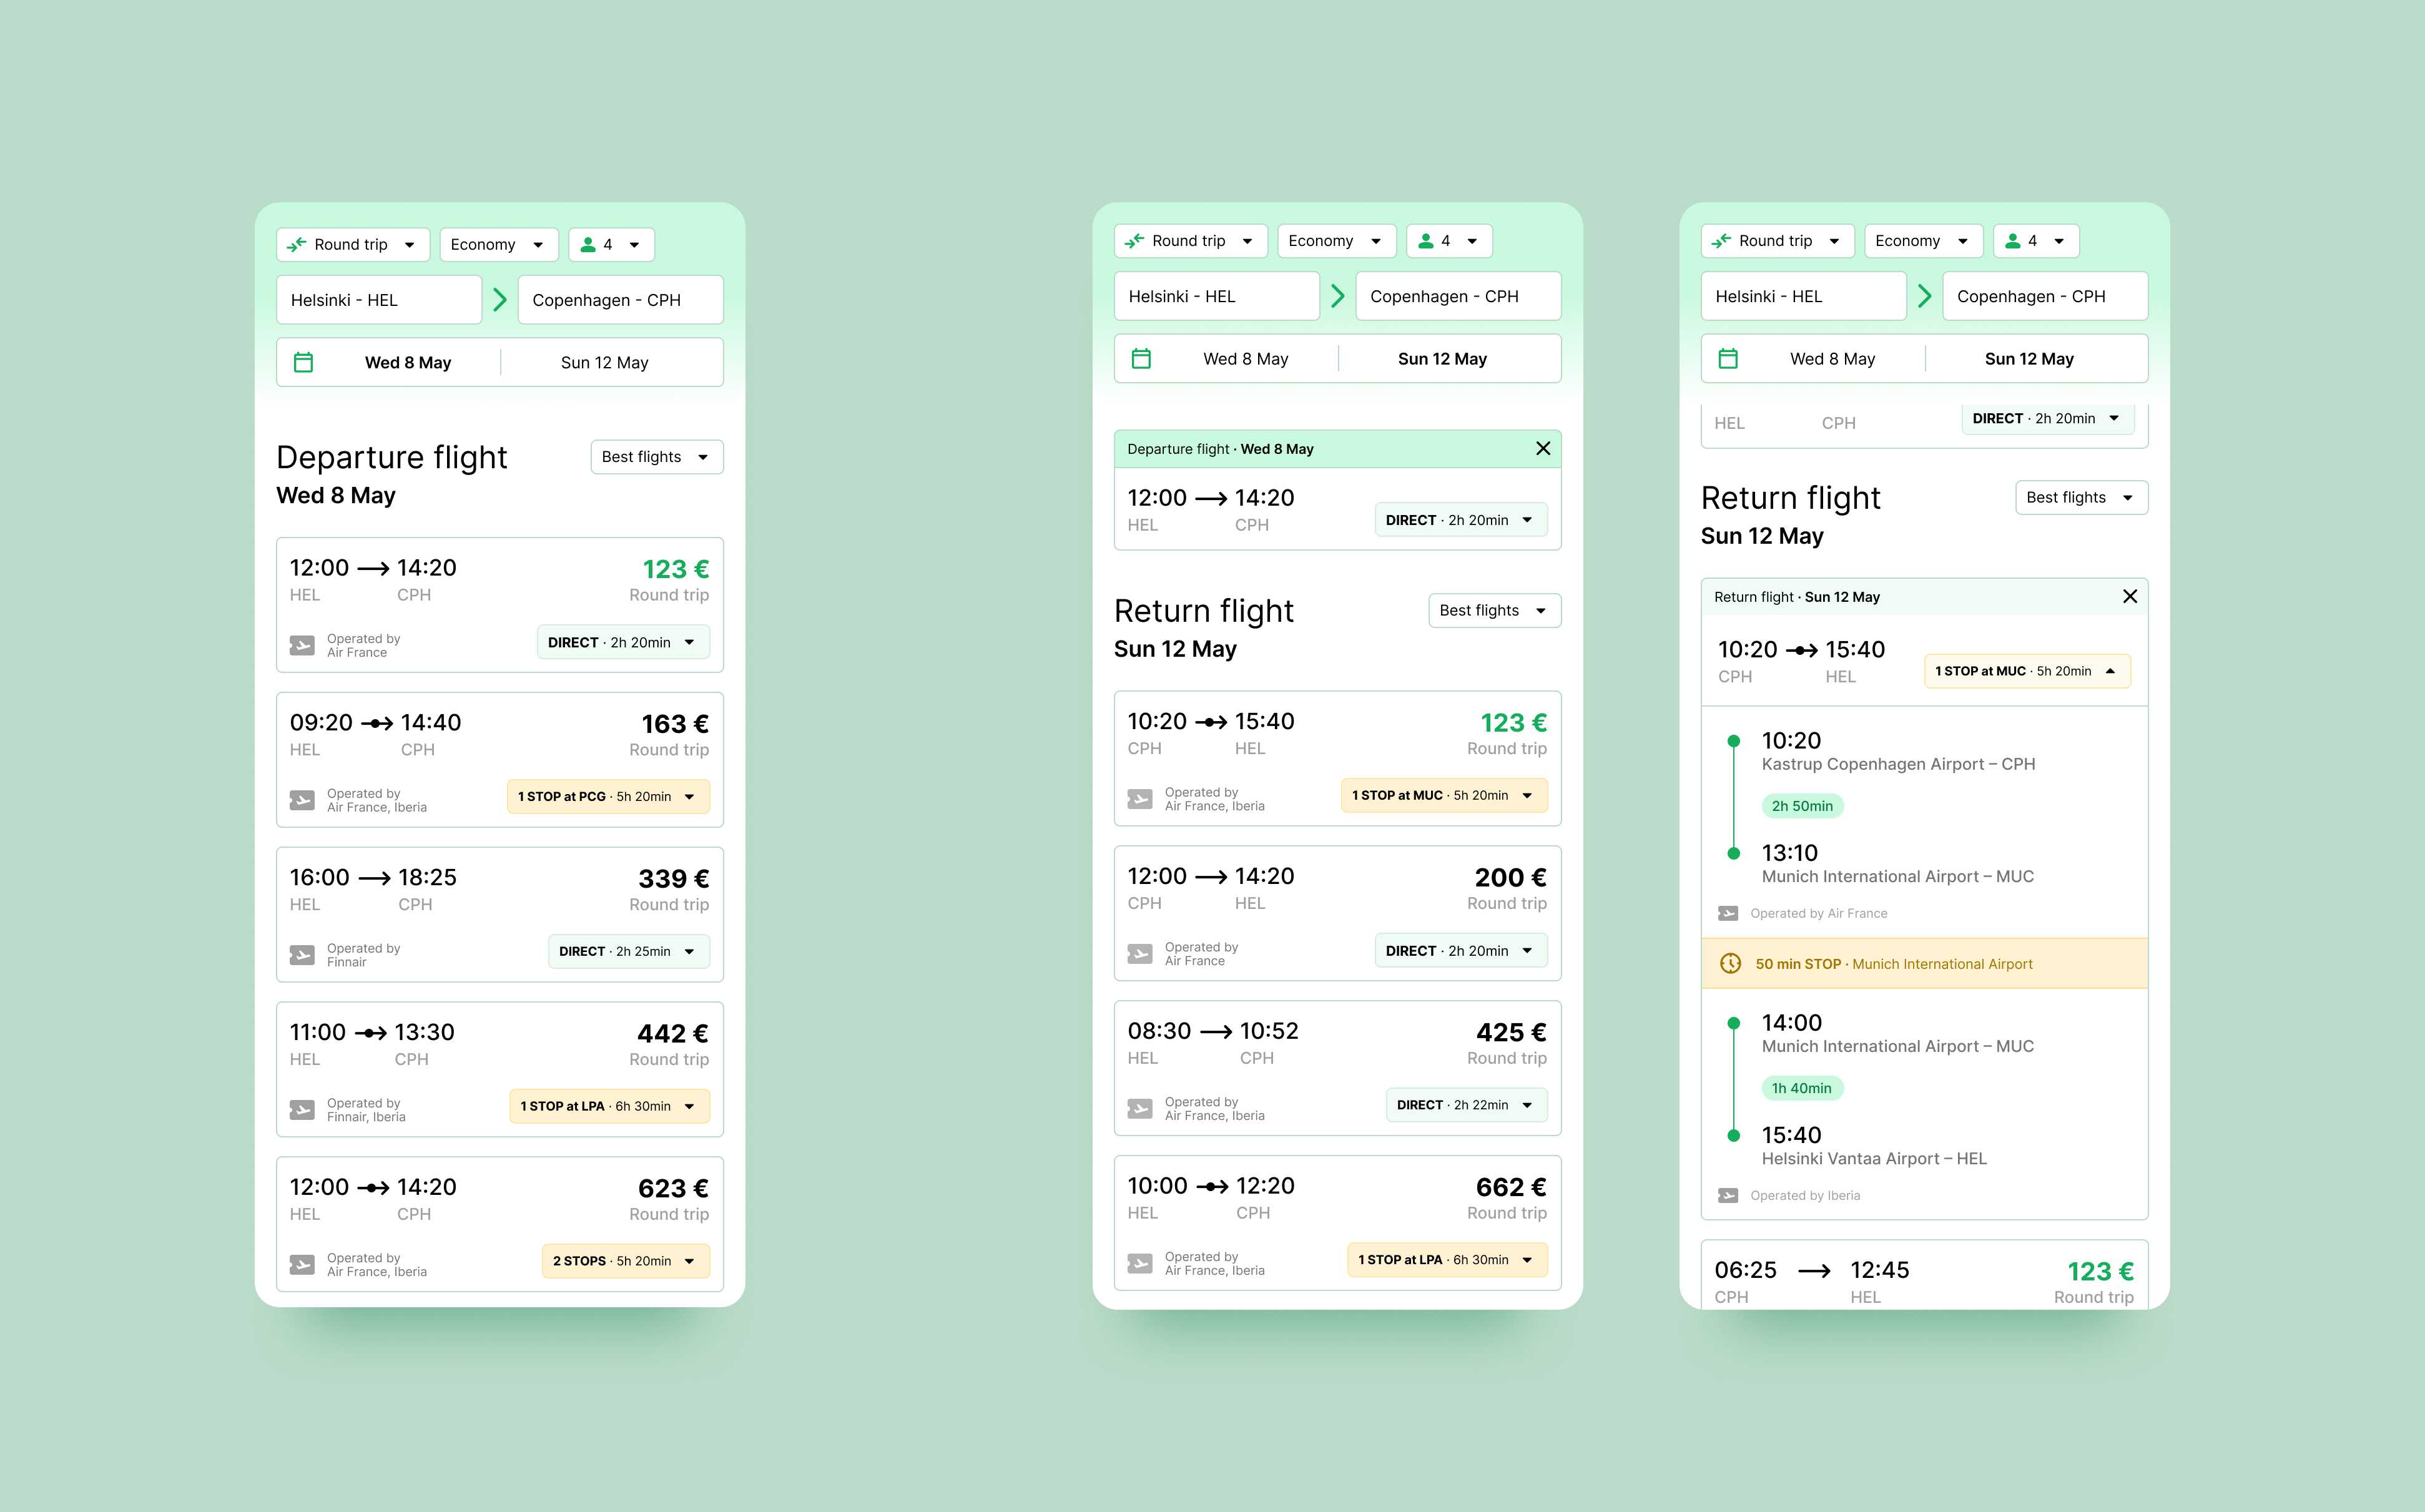 Round trip
Economy
4
Helsinki - HEL
Copenhagen - CPH
Wed 8 May
Sun 12 May
Departure flight
Best flights
Wed 8 May
12:00 14:20
123 €
HEL CPH
Round trip
Operated by
Air France
DIRECT · 2h 20min
09:20 14:40
163 €
HEL CPH
Round trip
Operated by
Air France, Iberia
1 STOP at PCG · 5h 20min
16:00 18:25
339 €
HEL CPH
Round trip
Operated by
Finnair
DIRECT · 2h 25min
11:00 13:30
442 €
HEL CPH
Round trip
Operated by
Finnair, Iberia
1 STOP at LPA · 6h 30min
12:00 14:20
623 €
HEL CPH
Round trip
Operated by
Air France, Iberia
2 STOPS · 5h 20min
Round trip
Economy
4
Helsinki - HEL
Copenhagen - CPH
Wed 8 May
Sun 12 May
Departure flight · Wed 8 May
12:00 14:20
HEL CPH
DIRECT · 2h 20min
Return flight
Best flights
Sun 12 May
10:20 15:40
123 €
CPH HEL
Round trip
Operated by
Air France, Iberia
1 STOP at MUC · 5h 20min
12:00 14:20
200 €
CPH HEL
Round trip
Operated by
Air France
DIRECT · 2h 20min
08:30 10:52
425 €
HEL CPH
Round trip
Operated by
Air France, Iberia
DIRECT · 2h 22min
10:00 12:20
662 €
HEL CPH
Round trip
Operated by
Air France, Iberia
1 STOP at LPA · 6h 30min
Round trip
Economy
4
Helsinki - HEL
Copenhagen - CPH
Wed 8 May
Sun 12 May
HEL CPH
DIRECT · 2h 20min
Return flight
Best flights
Sun 12 May
Return flight · Sun 12 May
10:20 15:40
CPH HEL
1 STOP at MUC · 5h 20min
10:20
Kastrup Copenhagen Airport – CPH
2h 50min
13:10
Munich International Airport – MUC
Operated by Air France
50 min STOP · Munich International Airport
14:00
Munich International Airport – MUC
1h 40min
15:40
Helsinki Vantaa Airport – HEL
Operated by Iberia
06:25 12:45
123 €
CPH HEL
Round trip